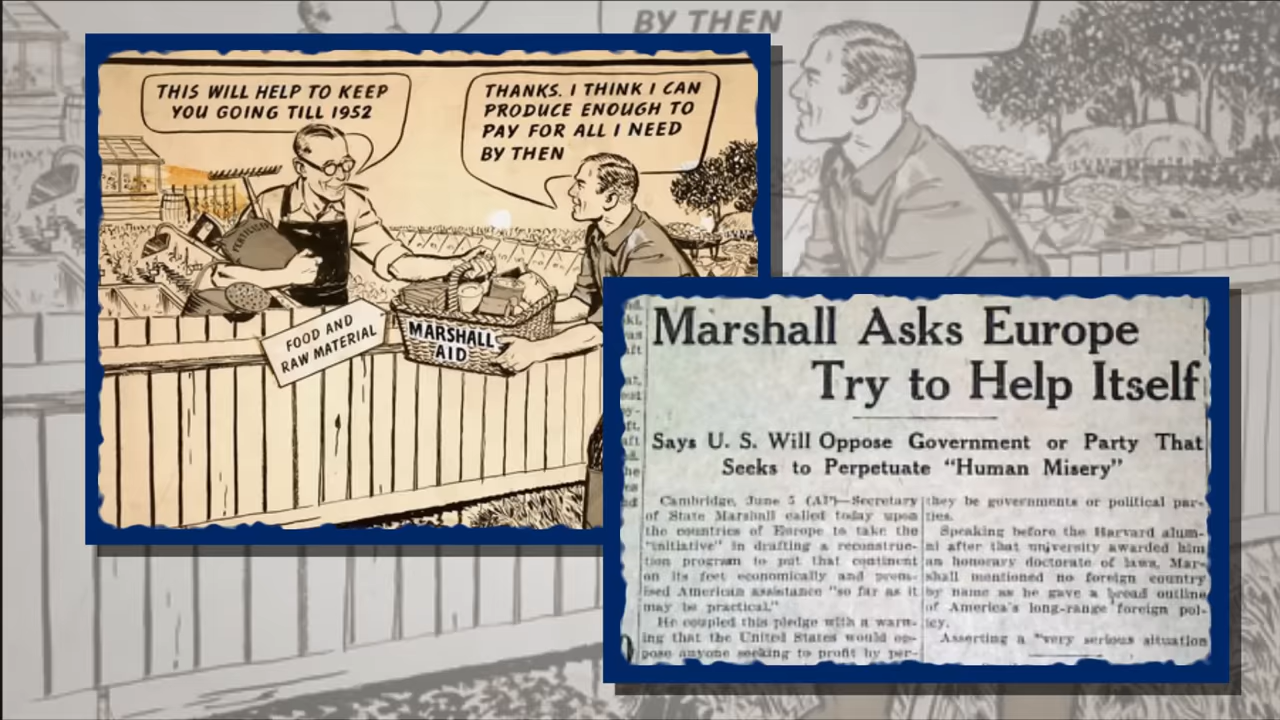 BY THEN
THIS WILL HELP TO KEEP
YOU GOING TILL 1952
THANKS. I THINK I CAN
PRODUCE ENOUGH TO
PAY FOR ALL I NEED
BY THEN
FERTILISER
FOOD AND
RAW MATERIAL
MARSHALL
AID
Marshall Asks Europe
Try to Help Itself
Says U. S. Will Oppose Government or Party That
Seeks to Perpetuate “Human Misery”
Cambridge, June 5 (AP)—Secretary
of State Marshall called today upon
the countries of Europe to take the
“initiative” in drafting a reconstruc-
tion program to put that continent
on its feet economically and prom-
ised American assistance “so far as it
may be practical.”
He coupled this pledge with a warn-
ing that the United States would op-
pose anyone seeking to profit by per-
they be governments or political par-
ties.
Speaking before the Harvard alum-
ni after that university awarded him
an honorary doctorate of laws, Mar-
shall mentioned no foreign country
by name as he gave a broad outline
of America's long-range foreign pol-
icy.
Asserting a “very serious situation